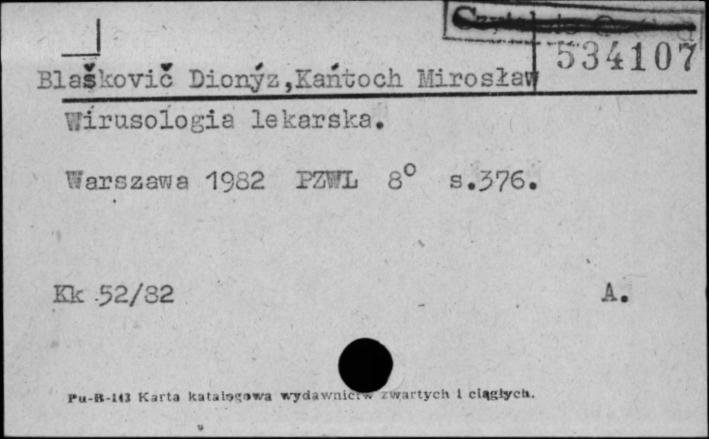 534107
Blaškovič Dionýz, Kańtoch Mirosław
Wirusologia lekarska.
Warszawa 1982 PZWL 8° s.376.
Kk 52/82 A.
Pu-B-143 Karta katalogowa wydawnictw zwartych i ciągłych.